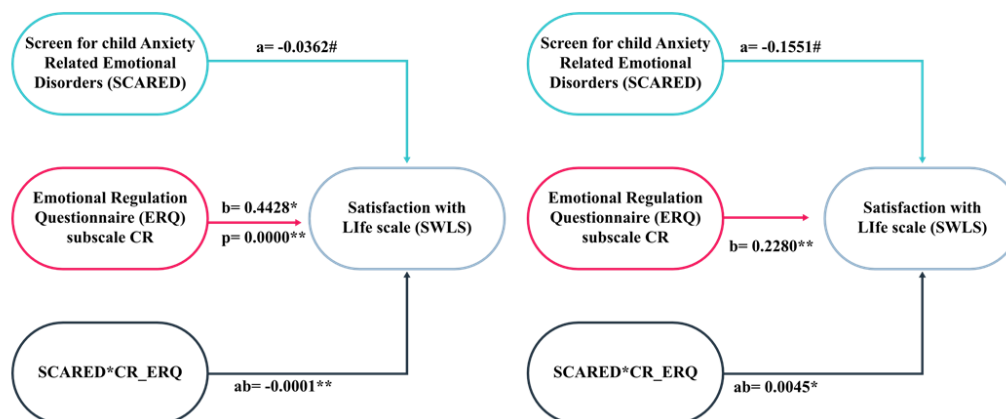 Screen for child Anxiety
Related Emotional
Disorders (SCARED)
a= -0.0362#
Emotional Regulation
Questionnaire (ERQ)
subscale CR
b= 0.4428*
p= 0.0000**
Satisfaction with
LIfe scale (SWLS)
SCARED*CR_ERQ
ab= -0.0001**
Screen for child Anxiety
Related Emotional
Disorders (SCARED)
a= -0.1551#
Emotional Regulation
Questionnaire (ERQ)
subscale CR
b= 0.2280**
Satisfaction with
LIfe scale (SWLS)
SCARED*CR_ERQ
ab= 0.0045*